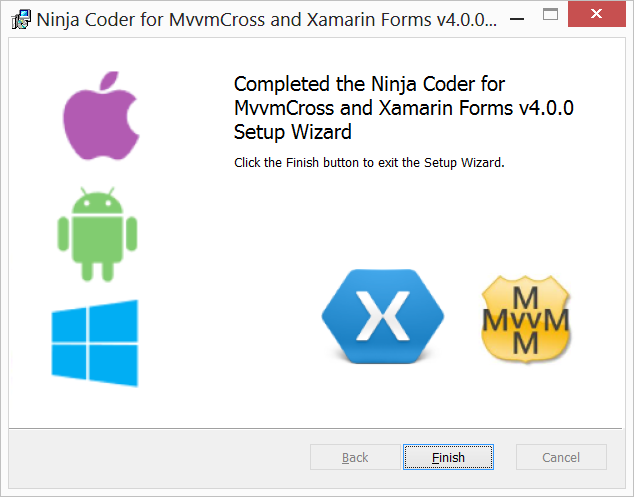 Ninja Coder for MvvmCross and Xamarin Forms v4.0.0...
Completed the Ninja Coder for
MvvmCross and Xamarin Forms v4.0.0
Setup Wizard
Click the Finish button to exit the Setup Wizard.
X
M
MvvM
M
Back
Finish
Cancel